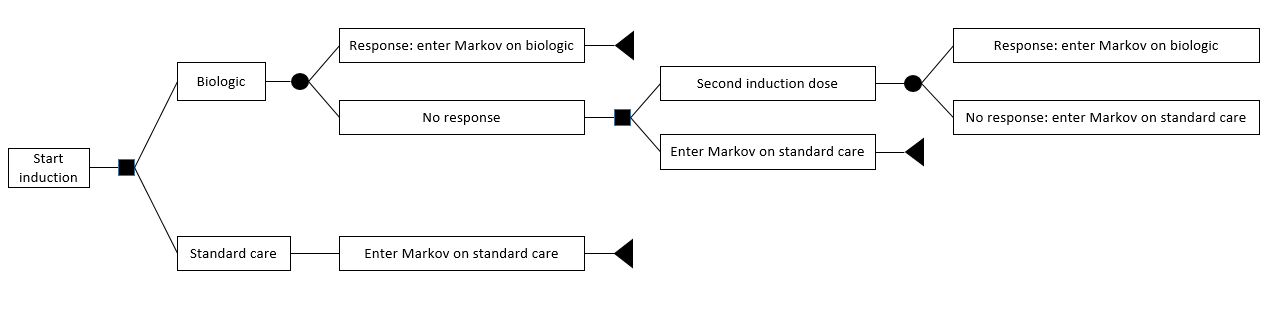 Response: enter Markov on biologic
Response: enter Markov on biologic
Biologic
Second induction dose
No response
No response: enter Markov on standard care
Enter Markov on standard care
Start
induction
Standard care
Enter Markov on standard care